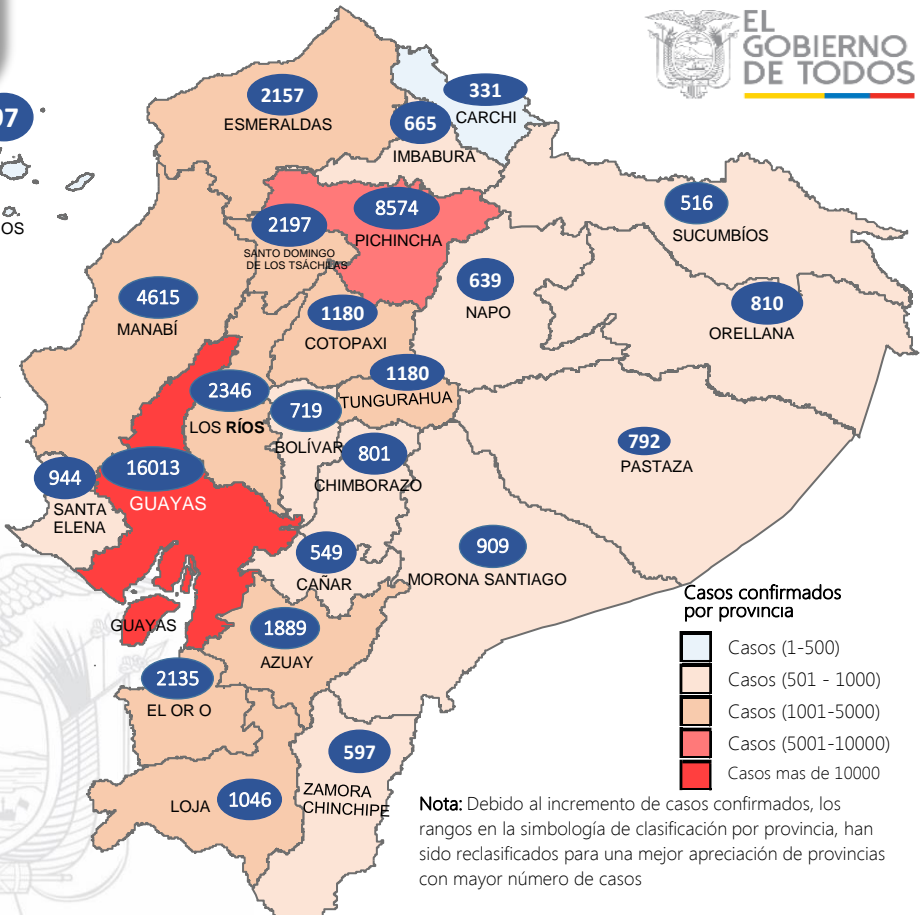 EL
GOBIERNO
DE TODOS
2157
ESMERALDAS
331
CARCHI
665
IMBABURA
07
OS
516
SUCUMBÍOS
8574
PICHINCHA
2197
SANTO DOMINGO
DE LOS TSÁCHILAS
639
NAPO
810
ORELLANA
4615
MANABÍ
1180
COTOPAXI
1180
TUNGURAHUA
2346
LOS RÍOS
719
BOLÍVAR
792
PASTAZA
801
CHIMBORAZO
16013
GUAYAS
944
SANTA
ELENA
549
CAÑAR
909
MORONA SANTIAGO
GUAYAS
1889
AZUAY
2135
EL OR O
597
ZAMORA
CHINCHIPE
LOJA 1046
Casos confirmados
por provincia
Casos (1-500)
Casos (501 - 1000)
Casos (1001-5000)
Casos (5001-10000)
Casos mas de 10000
Nota: Debido al incremento de casos confirmados, los
rangos en la simbología de clasificación por provincia, han
sido reclasificados para una mejor apreciación de provincias
con mayor número de casos